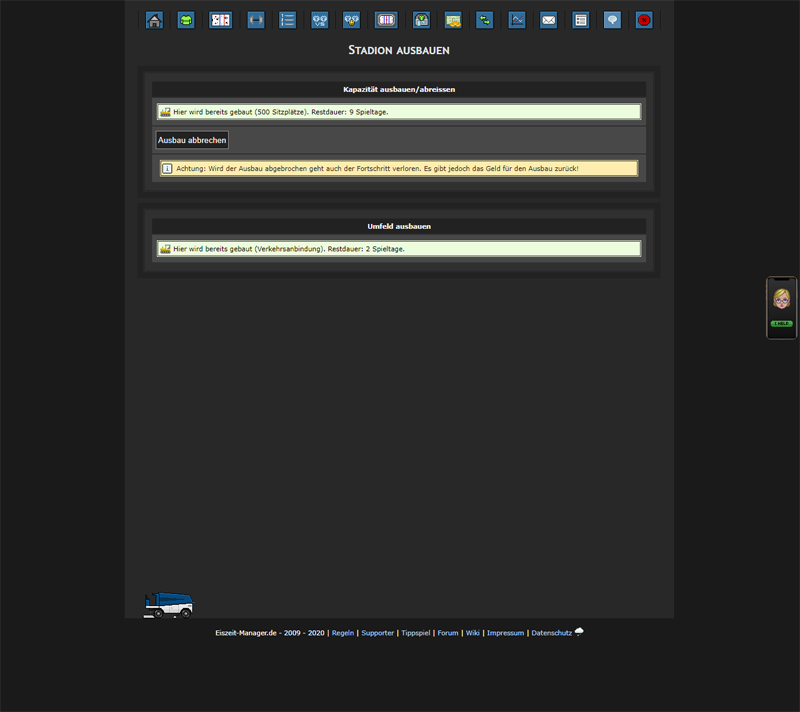 Stadion ausbauen
Kapazität ausbauen/abreissen
Hier wird bereits gebaut (500 Sitzplätze). Restdauer: 9 Spieltage.
Ausbau abbrechen
Achtung: Wird der Ausbau abgebrochen geht auch der Fortschritt verloren. Es gibt jedoch das Geld für den Ausbau zurück!
Umfeld ausbauen
Hier wird bereits gebaut (Verkehrsanbindung). Restdauer: 2 Spieltage.
Eiszeit-Manager.de - 2009 - 2020 | Regeln | Supporter | Tippspiel | Forum | Wiki | Impressum | Datenschutz